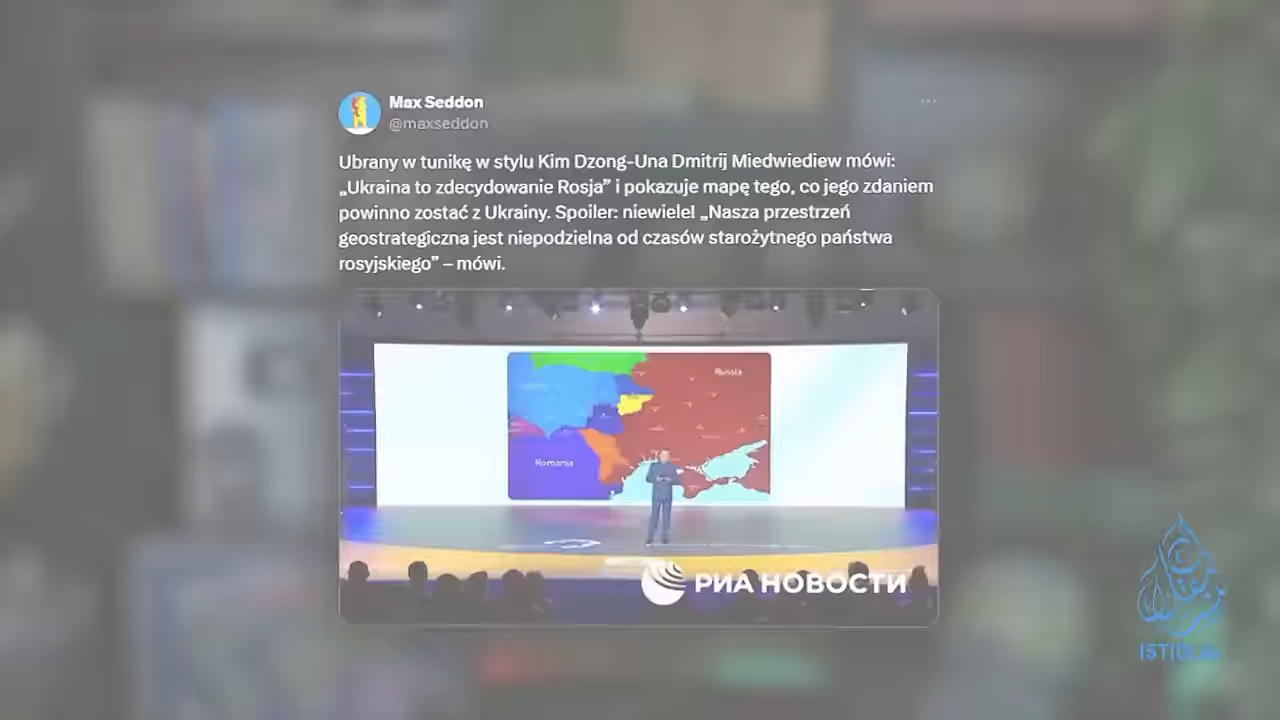 Max Seddon
@maxseddon
Ubrany w tunikę w stylu Kim Dzong-Una Dmitrij Miedwiediew mówi:
„Ukraina to zdecydowanie Rosja” i pokazuje mapę tego, co jego zdaniem
powinno zostać z Ukrainy. Spoiler: niewiele! „Nasza przestrzeń
geostrategiczna jest niepodzielna od czasów starożytnego państwa
rosyjskiego” – mówi.
Russia
Romania
РИА НОВОСТИ